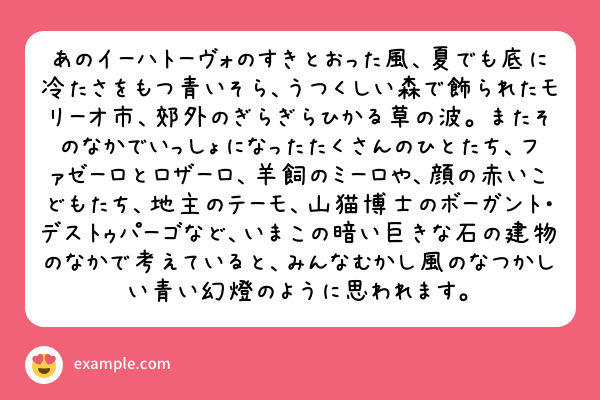 あのイーハトーヴォのすきとおった風、夏でも底に
冷たさをもつ青いそら、うつくしい森で飾られたモ
リーオ市、郊外のぎらぎらひかる草の波。またそ
のなかでいっしょになったたくさんのひとたち、フ
ァゼーロとロザーロ、羊飼のミーロや、顔の赤いこ
どもたち、地主のテーモ、山猫博士のボーガント・
デストゥパーゴなど、いまこの暗い巨きな石の建物
のなかで考えていると、みんなむかし風のなつかし
い青い幻燈のように思われます。
example.com